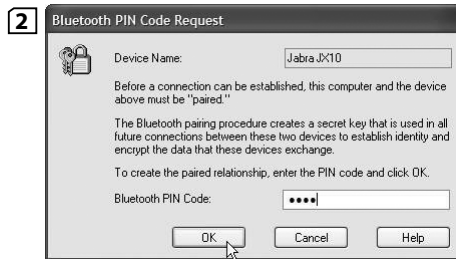 2
Bluetooth PIN Code Request
Device Name: Jabra JX10
Before a connection can be established, this computer and the device
above must be "paired."
The Bluetooth pairing procedure creates a secret key that is used in all
future connections between these two devices to establish identity and
encrypt the data that these devices exchange.
To create the paired relationship, enter the PIN code and click OK.
Bluetooth PIN Code: ••••
OK Cancel Help